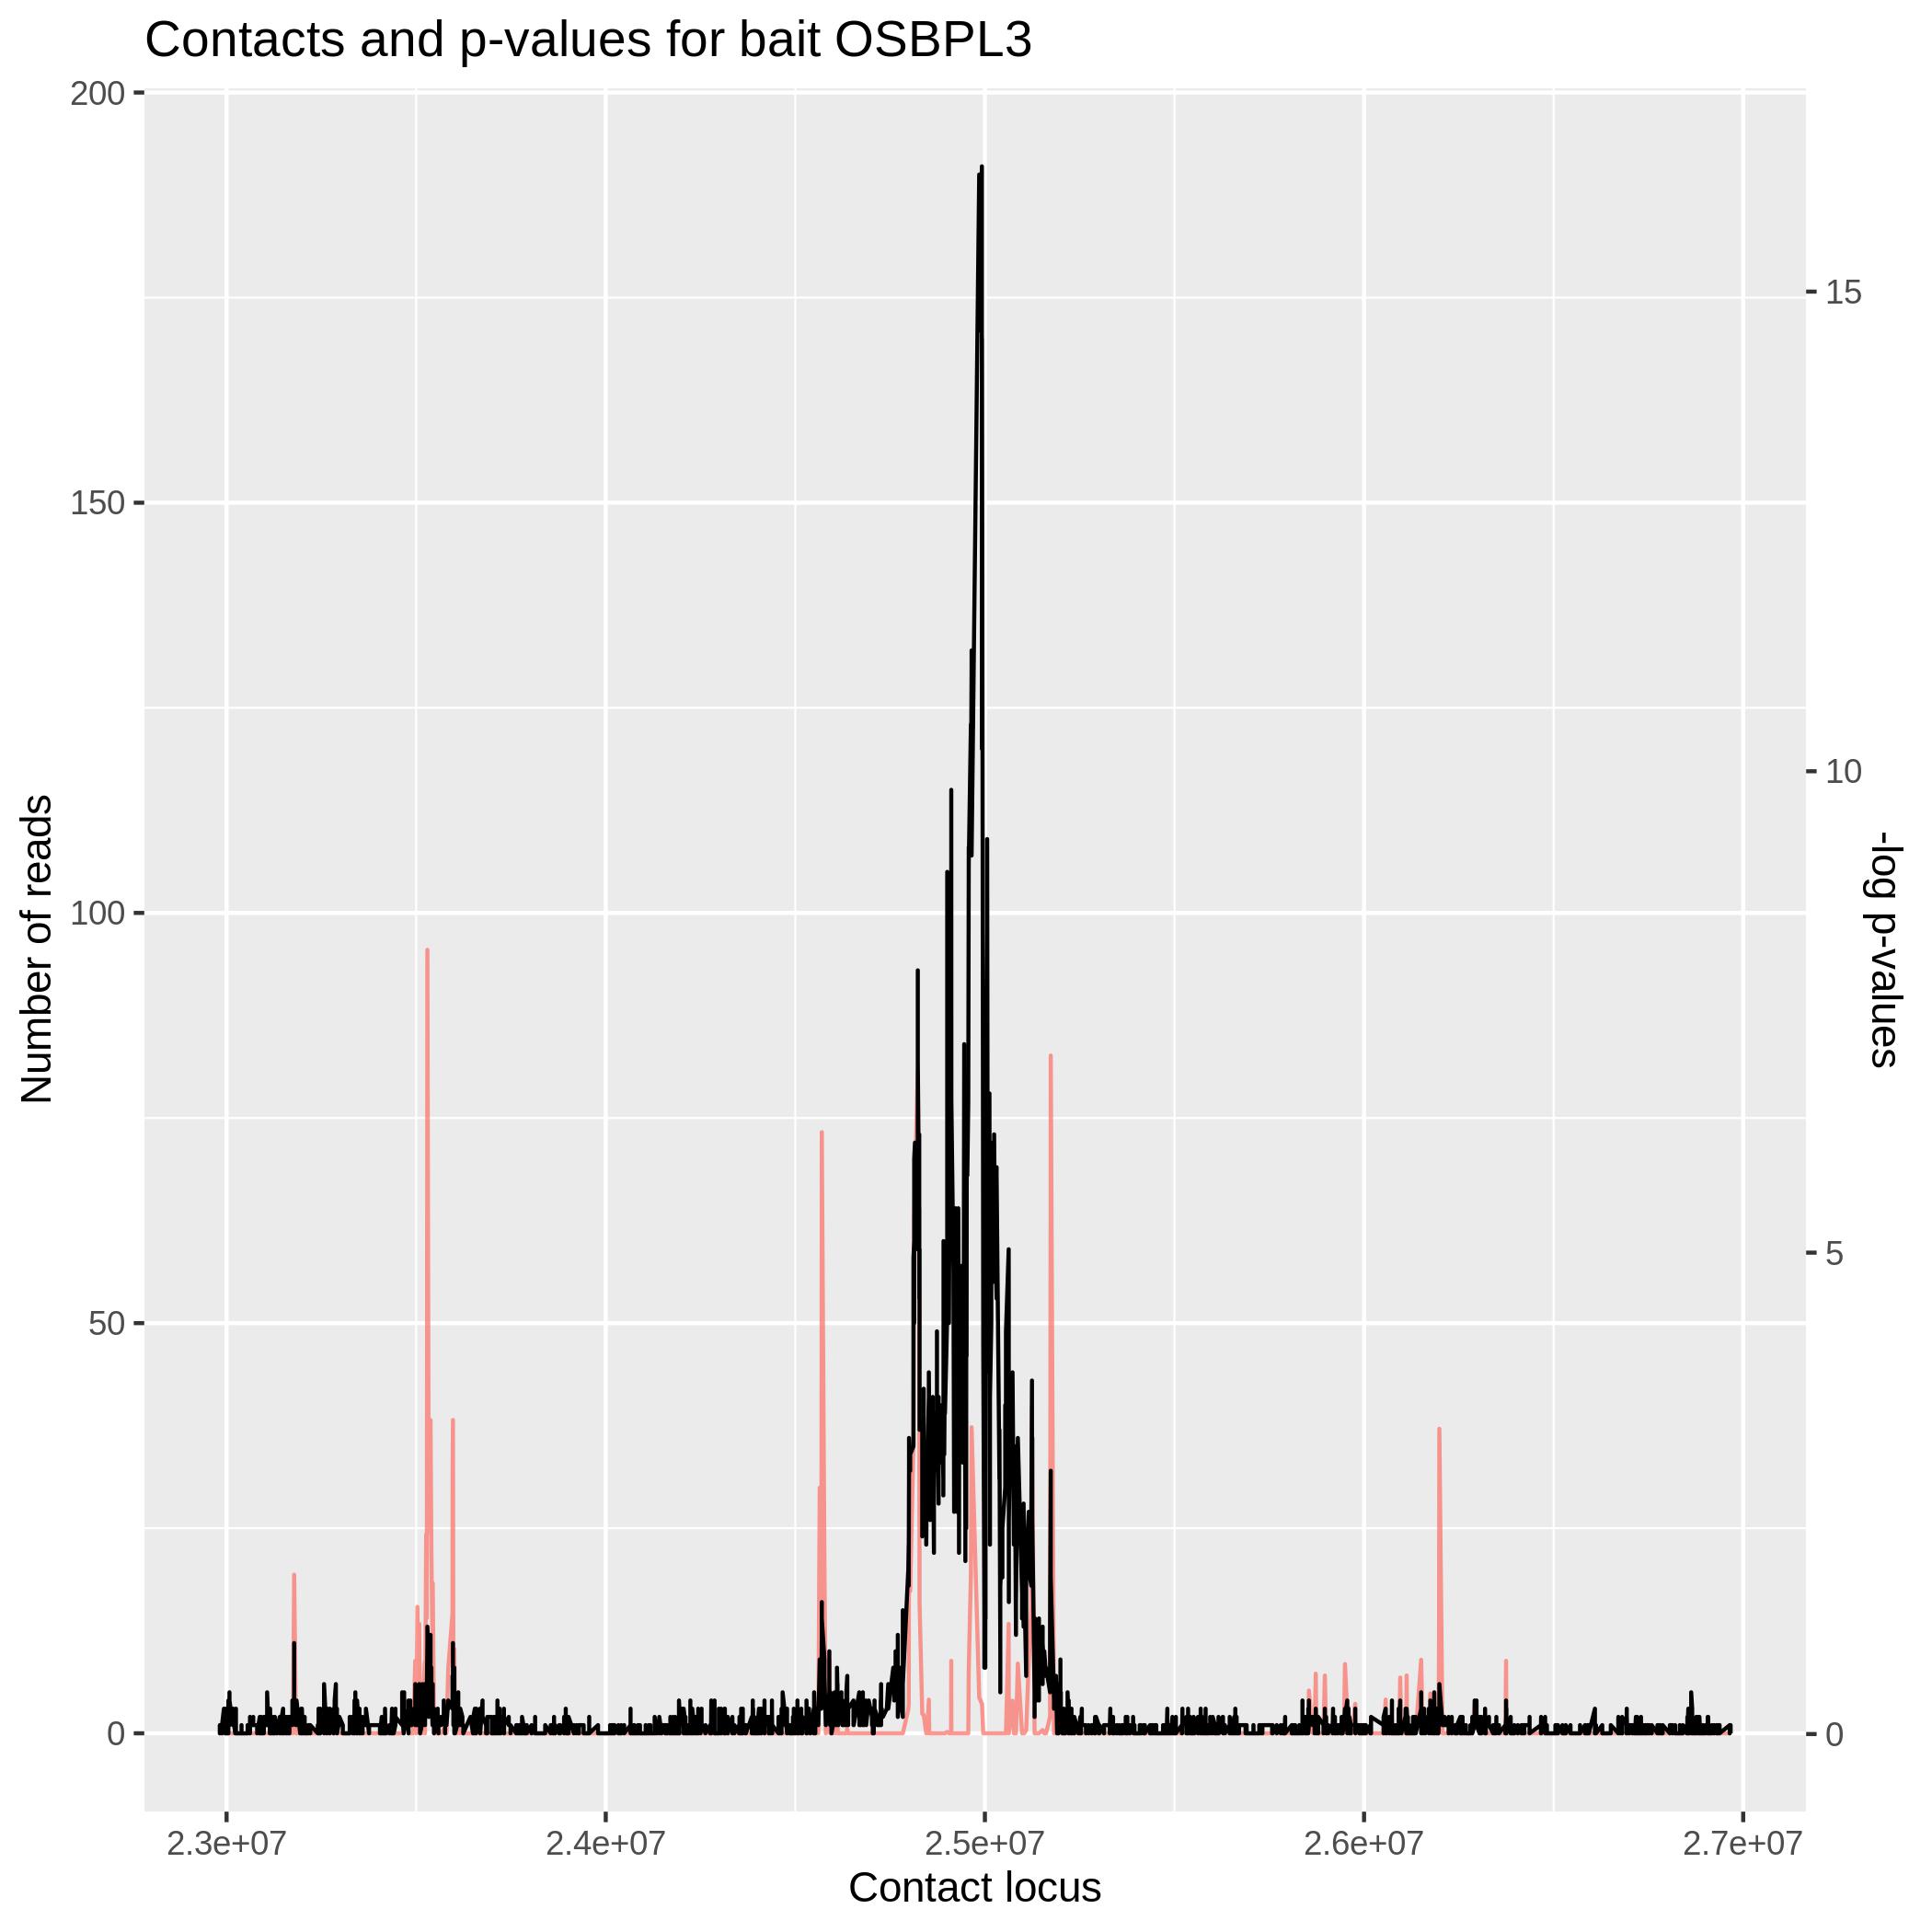 Contacts and p-values for bait OSBPL3
200
150
100
50
0
Number of reads
15
10
5
0
-log p-values
2.3e+07
2.4e+07
2.5e+07
2.6e+07
2.7e+07
Contact locus